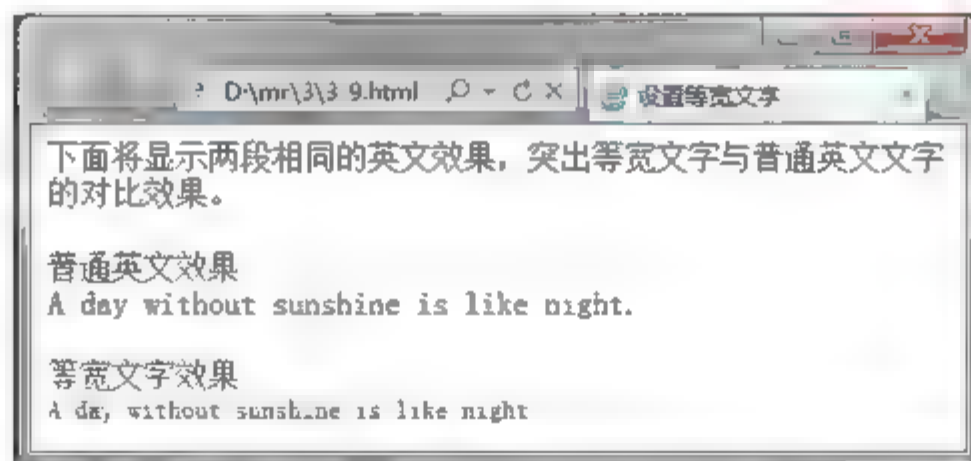 D:\mr\3\3 9.html
设置等宽文字
下面将显示两段相同的英文效果，突出等宽文字与普通英文文字
的对比效果。
普通英文效果
A day without sunshine is like night.
等宽文字效果
A day, without sunshine is like night